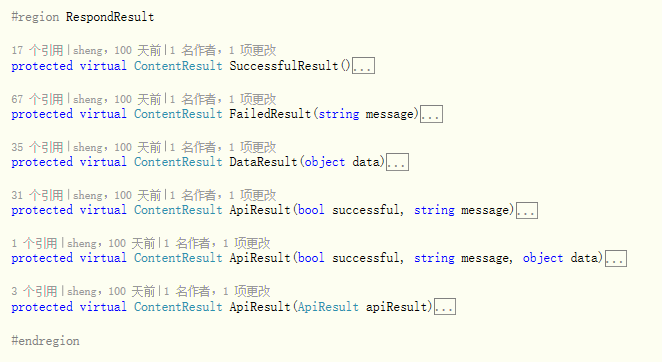 #region RespondResult
17 个引用|sheng，100 天前|1 名作者，1 项更改
protected virtual ContentResult SuccessfulResult()...
67 个引用|sheng，100 天前|1 名作者，1 项更改
protected virtual ContentResult FailedResult(string message)...
35 个引用|sheng，100 天前|1 名作者，1 项更改
protected virtual ContentResult DataResult(object data)...
31 个引用|sheng，100 天前|1 名作者，1 项更改
protected virtual ContentResult ApiResult(bool successful, string message)...
1 个引用|sheng，100 天前|1 名作者，1 项更改
protected virtual ContentResult ApiResult(bool successful, string message, object data)...
3 个引用|sheng，100 天前|1 名作者，1 项更改
protected virtual ContentResult ApiResult(ApiResult apiResult)...
#endregion